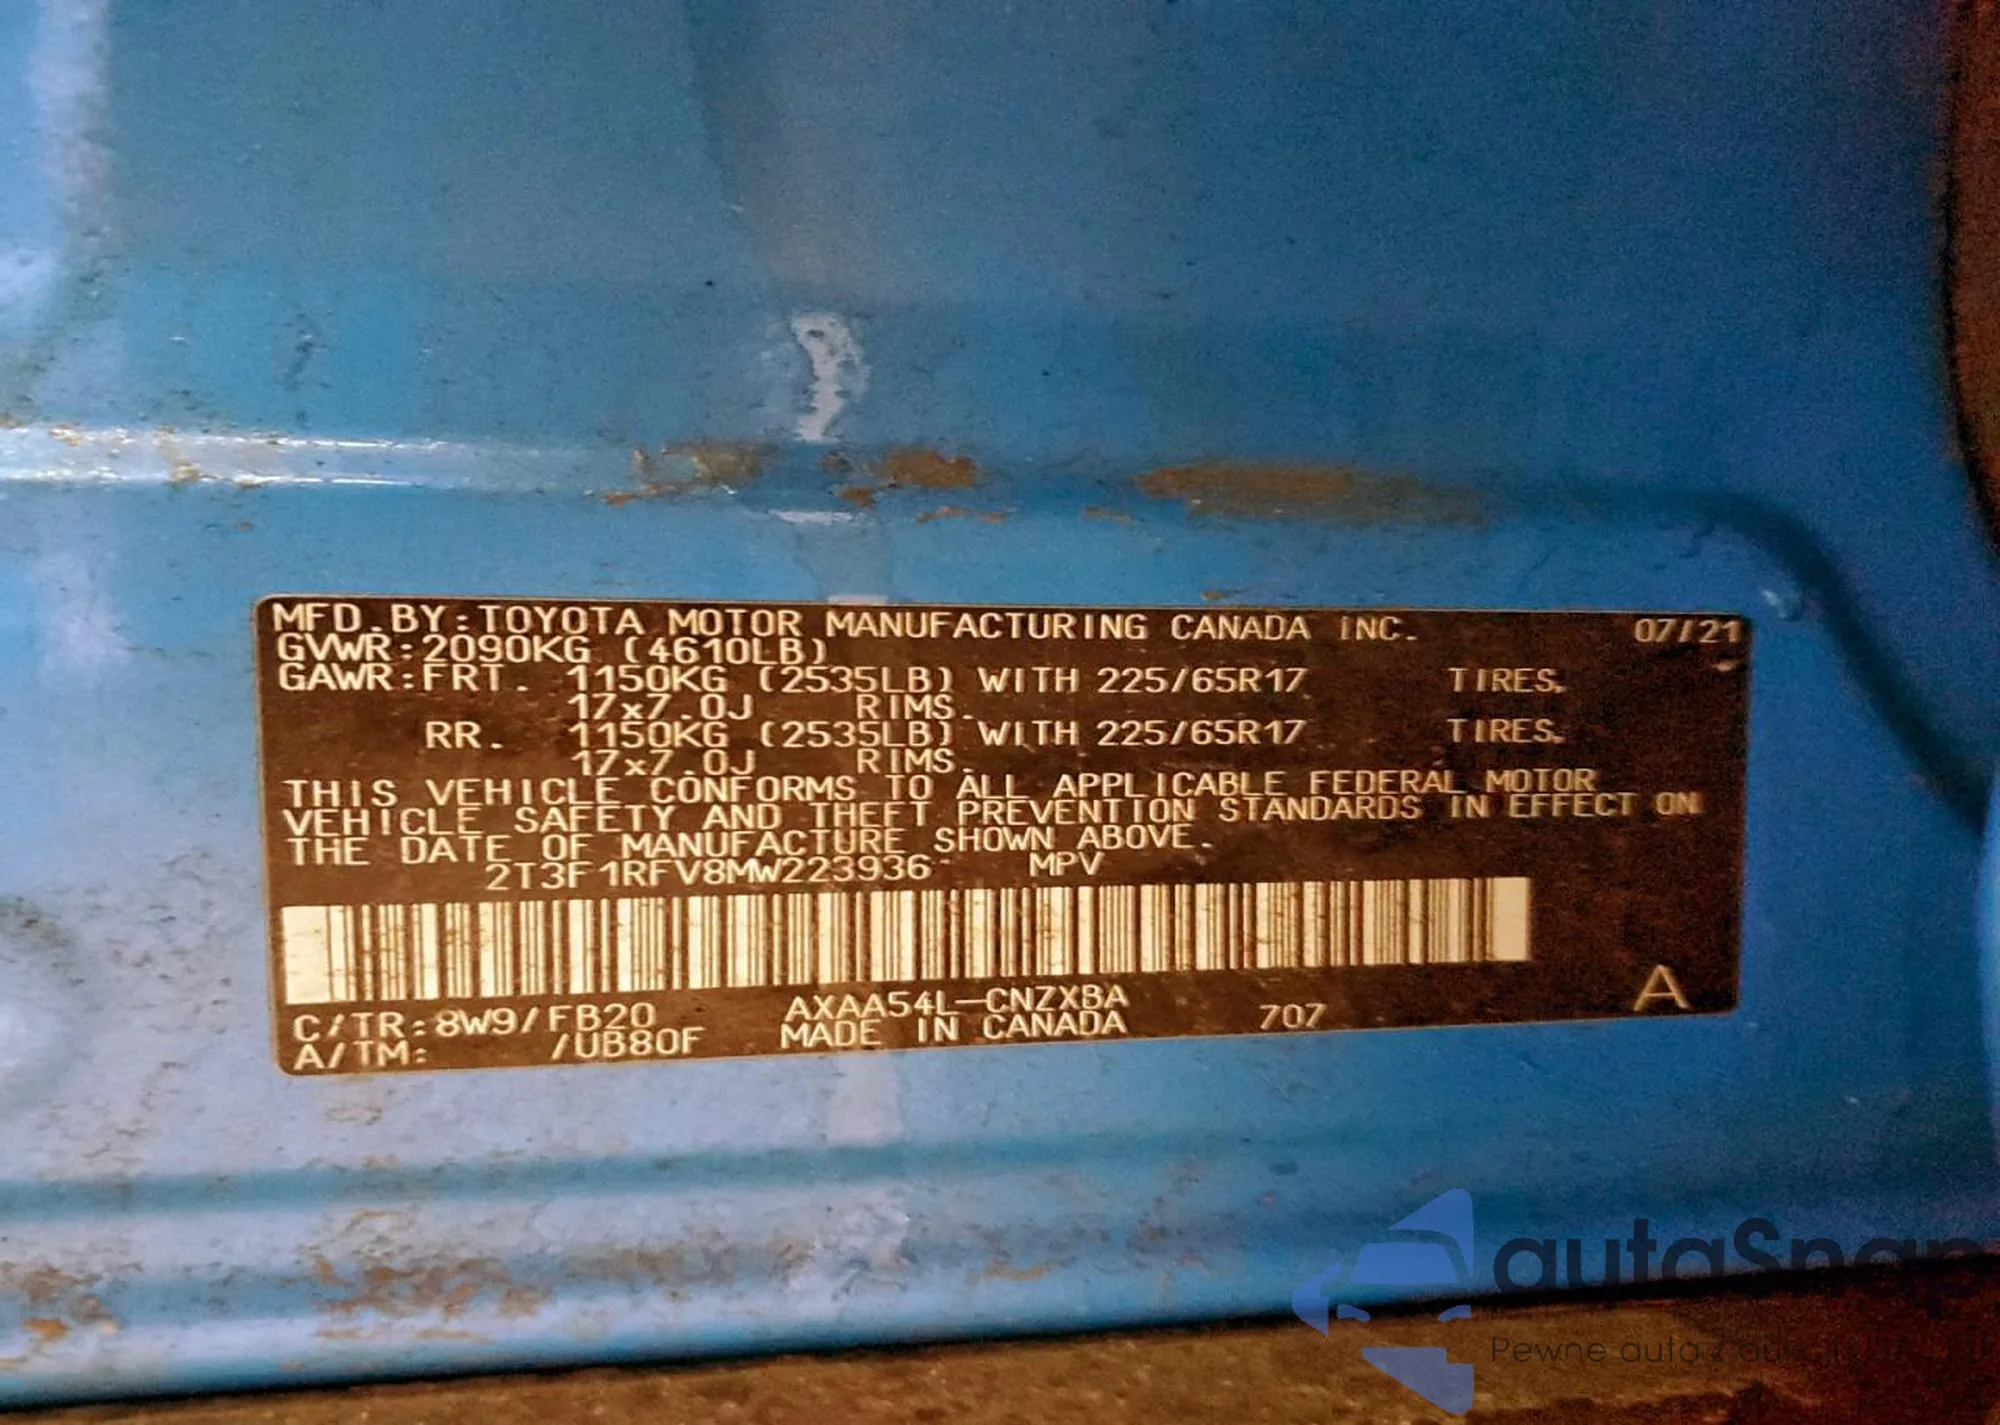 MFD.BY:TOYOTA MOTOR MANUFACTURING CANADA INC. 07/21
GVWR:2090KG (4610LB)
GAWR:FRT. 1150KG (2535LB) WITH 225/65R17 TIRES,
17x7.0J RIMS.
RR. 1150KG (2535LB) WITH 225/65R17 TIRES,
17x7.0J RIMS.
THIS VEHICLE CONFORMS TO ALL APPLICABLE FEDERAL MOTOR
VEHICLE SAFETY AND THEFT PREVENTION STANDARDS IN EFFECT ON
THE DATE OF MANUFACTURE SHOWN ABOVE.
2T3F1RFV8MW223936 MPV
C/TR:8W9/FB20 AXAA54L-CNZXBA 707 A
A/TM: /UB80F MADE IN CANADA
autaSnap
Pewne auta z